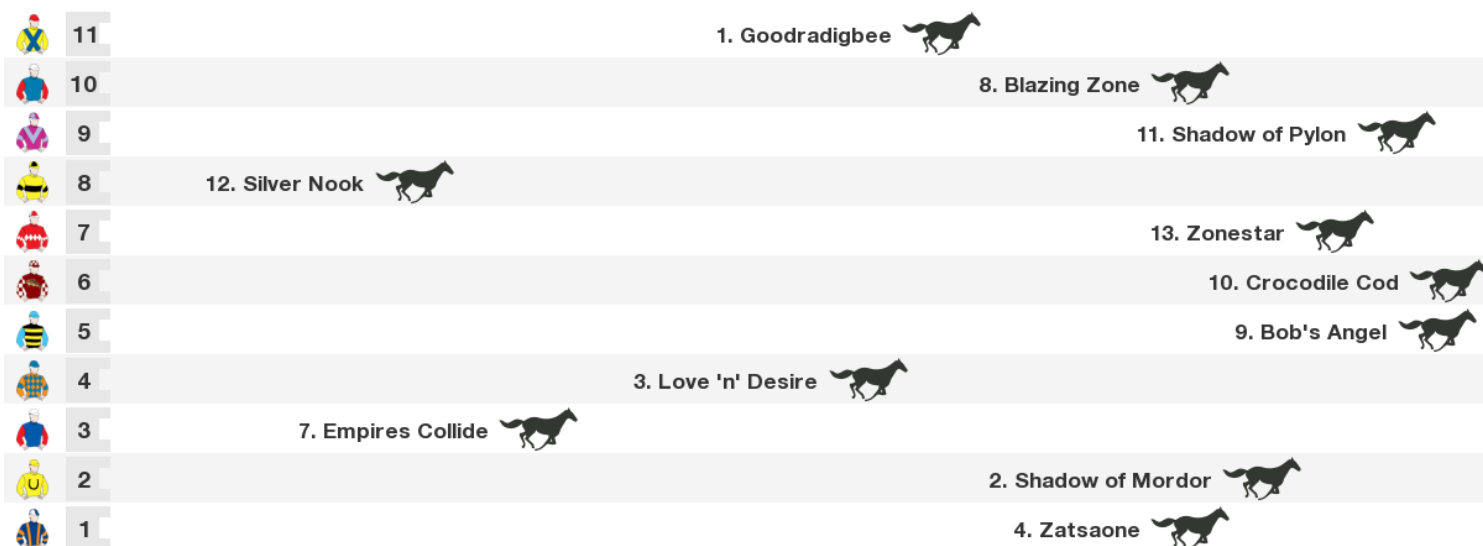 11 1. Goodradigbee
10 8. Blazing Zone
9 11. Shadow of Pylon
8 12. Silver Nook
7 13. Zonestar
6 10. Crocodile Cod
5 9. Bob's Angel
4 3. Love 'n' Desire
3 7. Empires Collide
2 2. Shadow of Mordor
1 4. Zatsaone